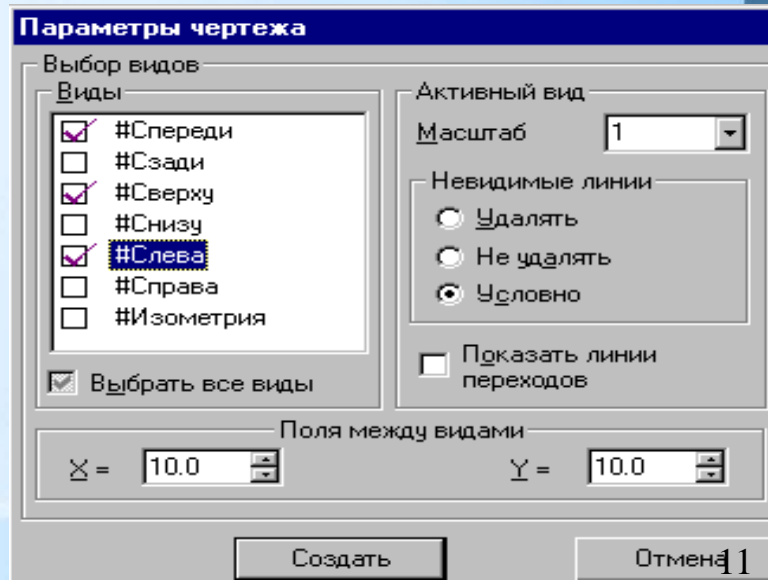 Параметры чертежа
Выбор видов
Виды
#Спереди
#Сзади
#Сверху
#Снизу
#Слева
#Справа
#Изометрия
Выбрать все виды
Активный вид
Масштаб 1
Невидимые линии
Удалять
Не удалять
Условно
Показать линии
переходов
Поля между видами
X = 10.0 Y = 10.0
Создать Отмена
11